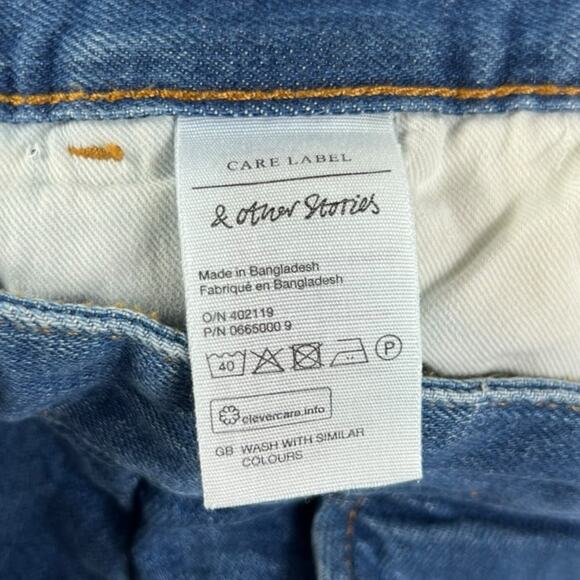 CARE LABEL
& other Stories
Made in Bangladesh
Fabriqué en Bangladesh
O/N 402119
P/N 0665000 9
40 P
clevercare.info
GB WASH WITH SIMILAR
COLOURS